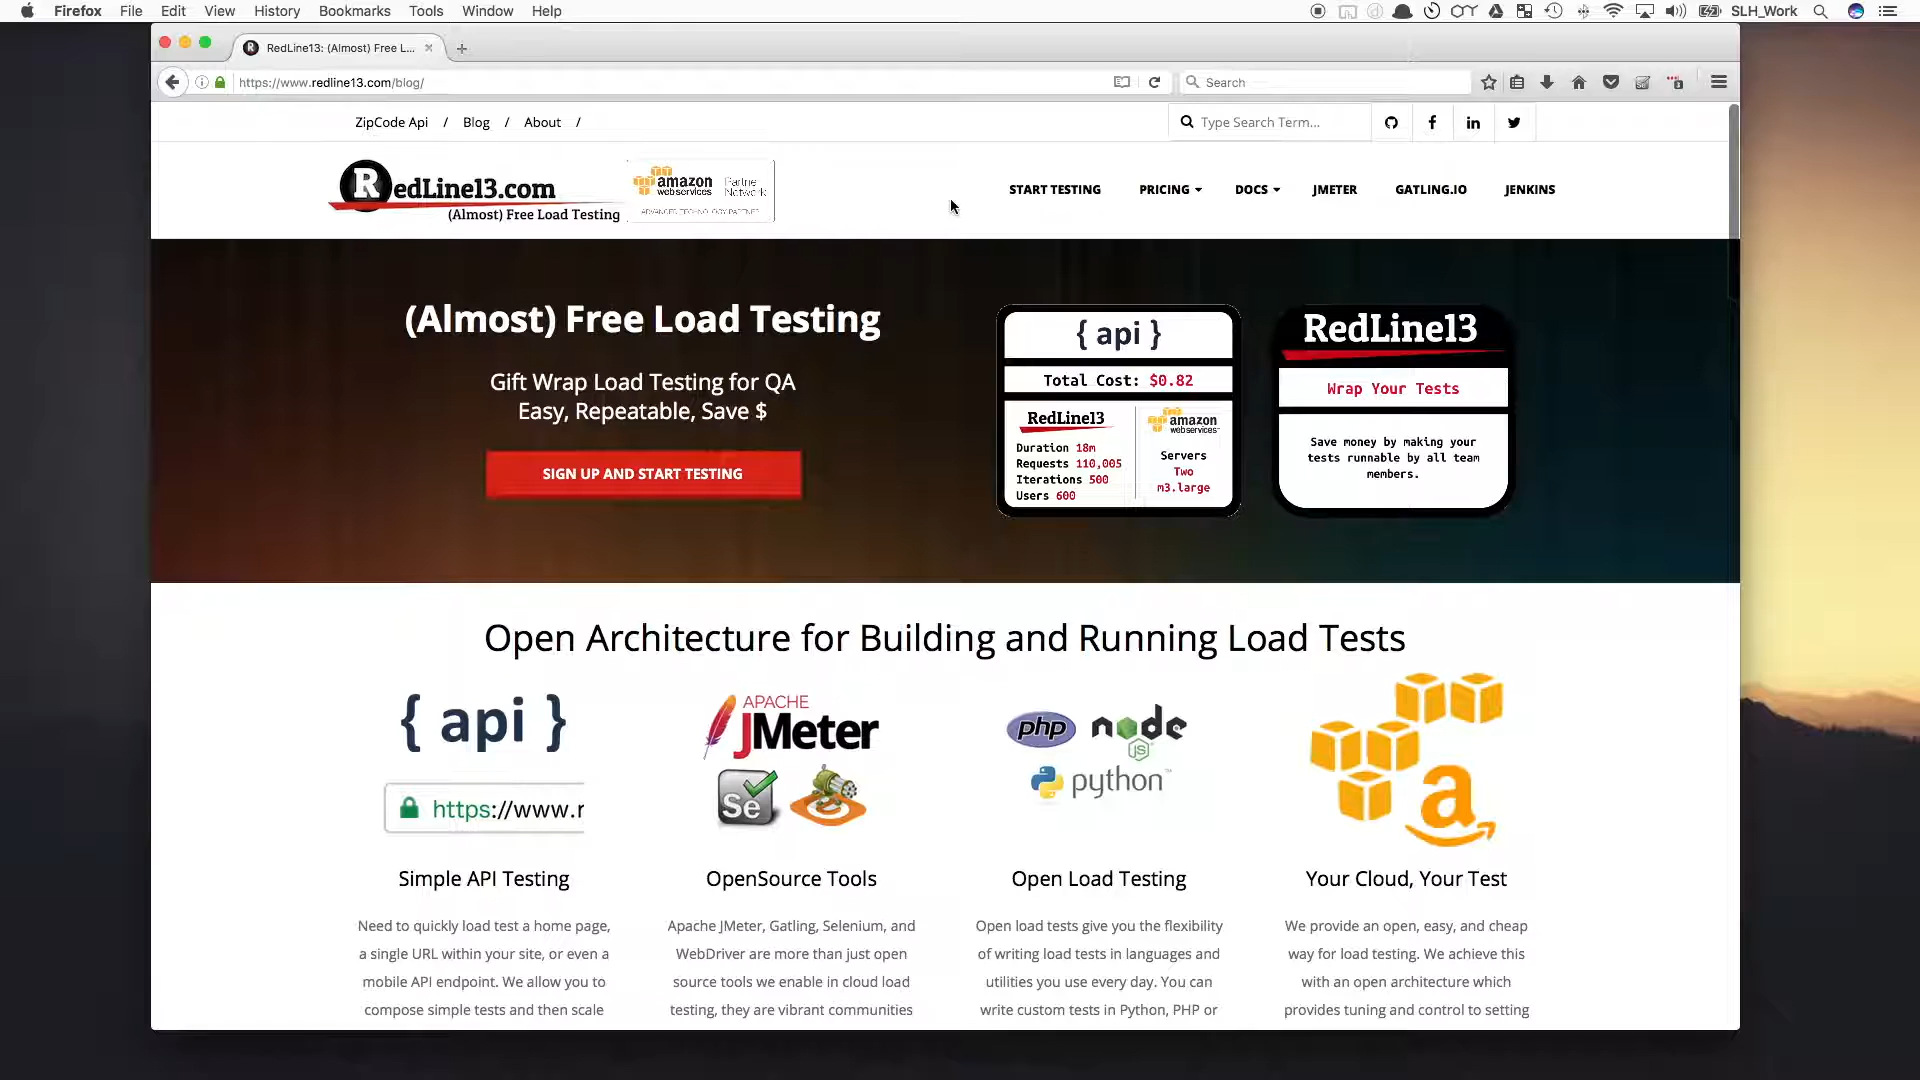 Firefox File Edit View History Bookmarks Tools Window Help SLH_Work
RedLine13: (Almost) Free L...
https://www.redline13.com/blog/ Search
ZipCode Api / Blog / About / Type Search Term...
RedLine13.com
(Almost) Free Load Testing
amazon
webservices
Partner
Network
ADVANCED TECHNOLOGY PARTNER
START TESTING PRICING DOCS JMETER GATLING.IO JENKINS
(Almost) Free Load Testing
Gift Wrap Load Testing for QA
Easy, Repeatable, Save $
SIGN UP AND START TESTING
{ api }
Total Cost: $0.82
RedLine13
Duration 18m
Requests 110,005
Iterations 500
Users 600
amazon
webservices
Servers
Two
m3.large
RedLine13
Wrap Your Tests
Save money by making your
tests runnable by all team
members.
Open Architecture for Building and Running Load Tests
{ api }
https://www.r
Simple API Testing
Need to quickly load test a home page,
a single URL within your site, or even a
mobile API endpoint. We allow you to
compose simple tests and then scale
APACHE
JMeter
Se
OpenSource Tools
Apache JMeter, Gatling, Selenium, and
WebDriver are more than just open
source tools we enable in cloud load
testing, they are vibrant communities
php node
JS
python
Open Load Testing
Open load tests give you the flexibility
of writing load tests in languages and
utilities you use every day. You can
write custom tests in Python, PHP or
a
Your Cloud, Your Test
We provide an open, easy, and cheap
way for load testing. We achieve this
with an open architecture which
provides tuning and control to setting